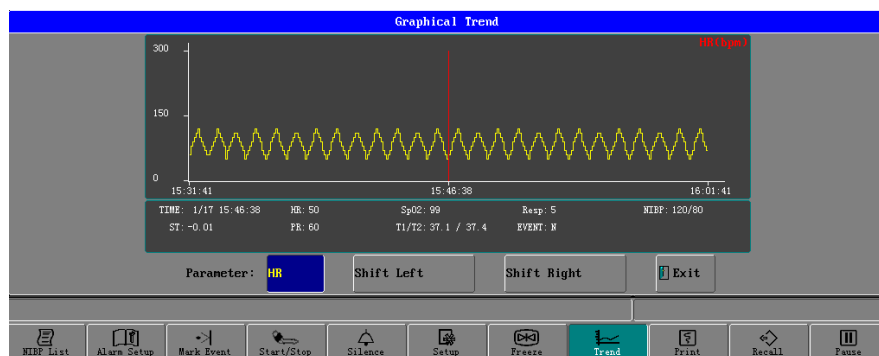 Graphical Trend
HR(bpm)
300
150
0
15:31:41 15:46:38 16:01:41
TIME: 1/17 15:46:38 HR: 50 SpO2: 99 Resp: 5 NIBP: 120/80
ST: -0.01 PR: 60 T1/T2: 37.1 / 37.4 EVENT: N
Parameter: HR Shift Left Shift Right Exit
NIBP List Alarm Setup Mark Event Start/Stop Silence Setup Freeze Trend Print Recall Pause